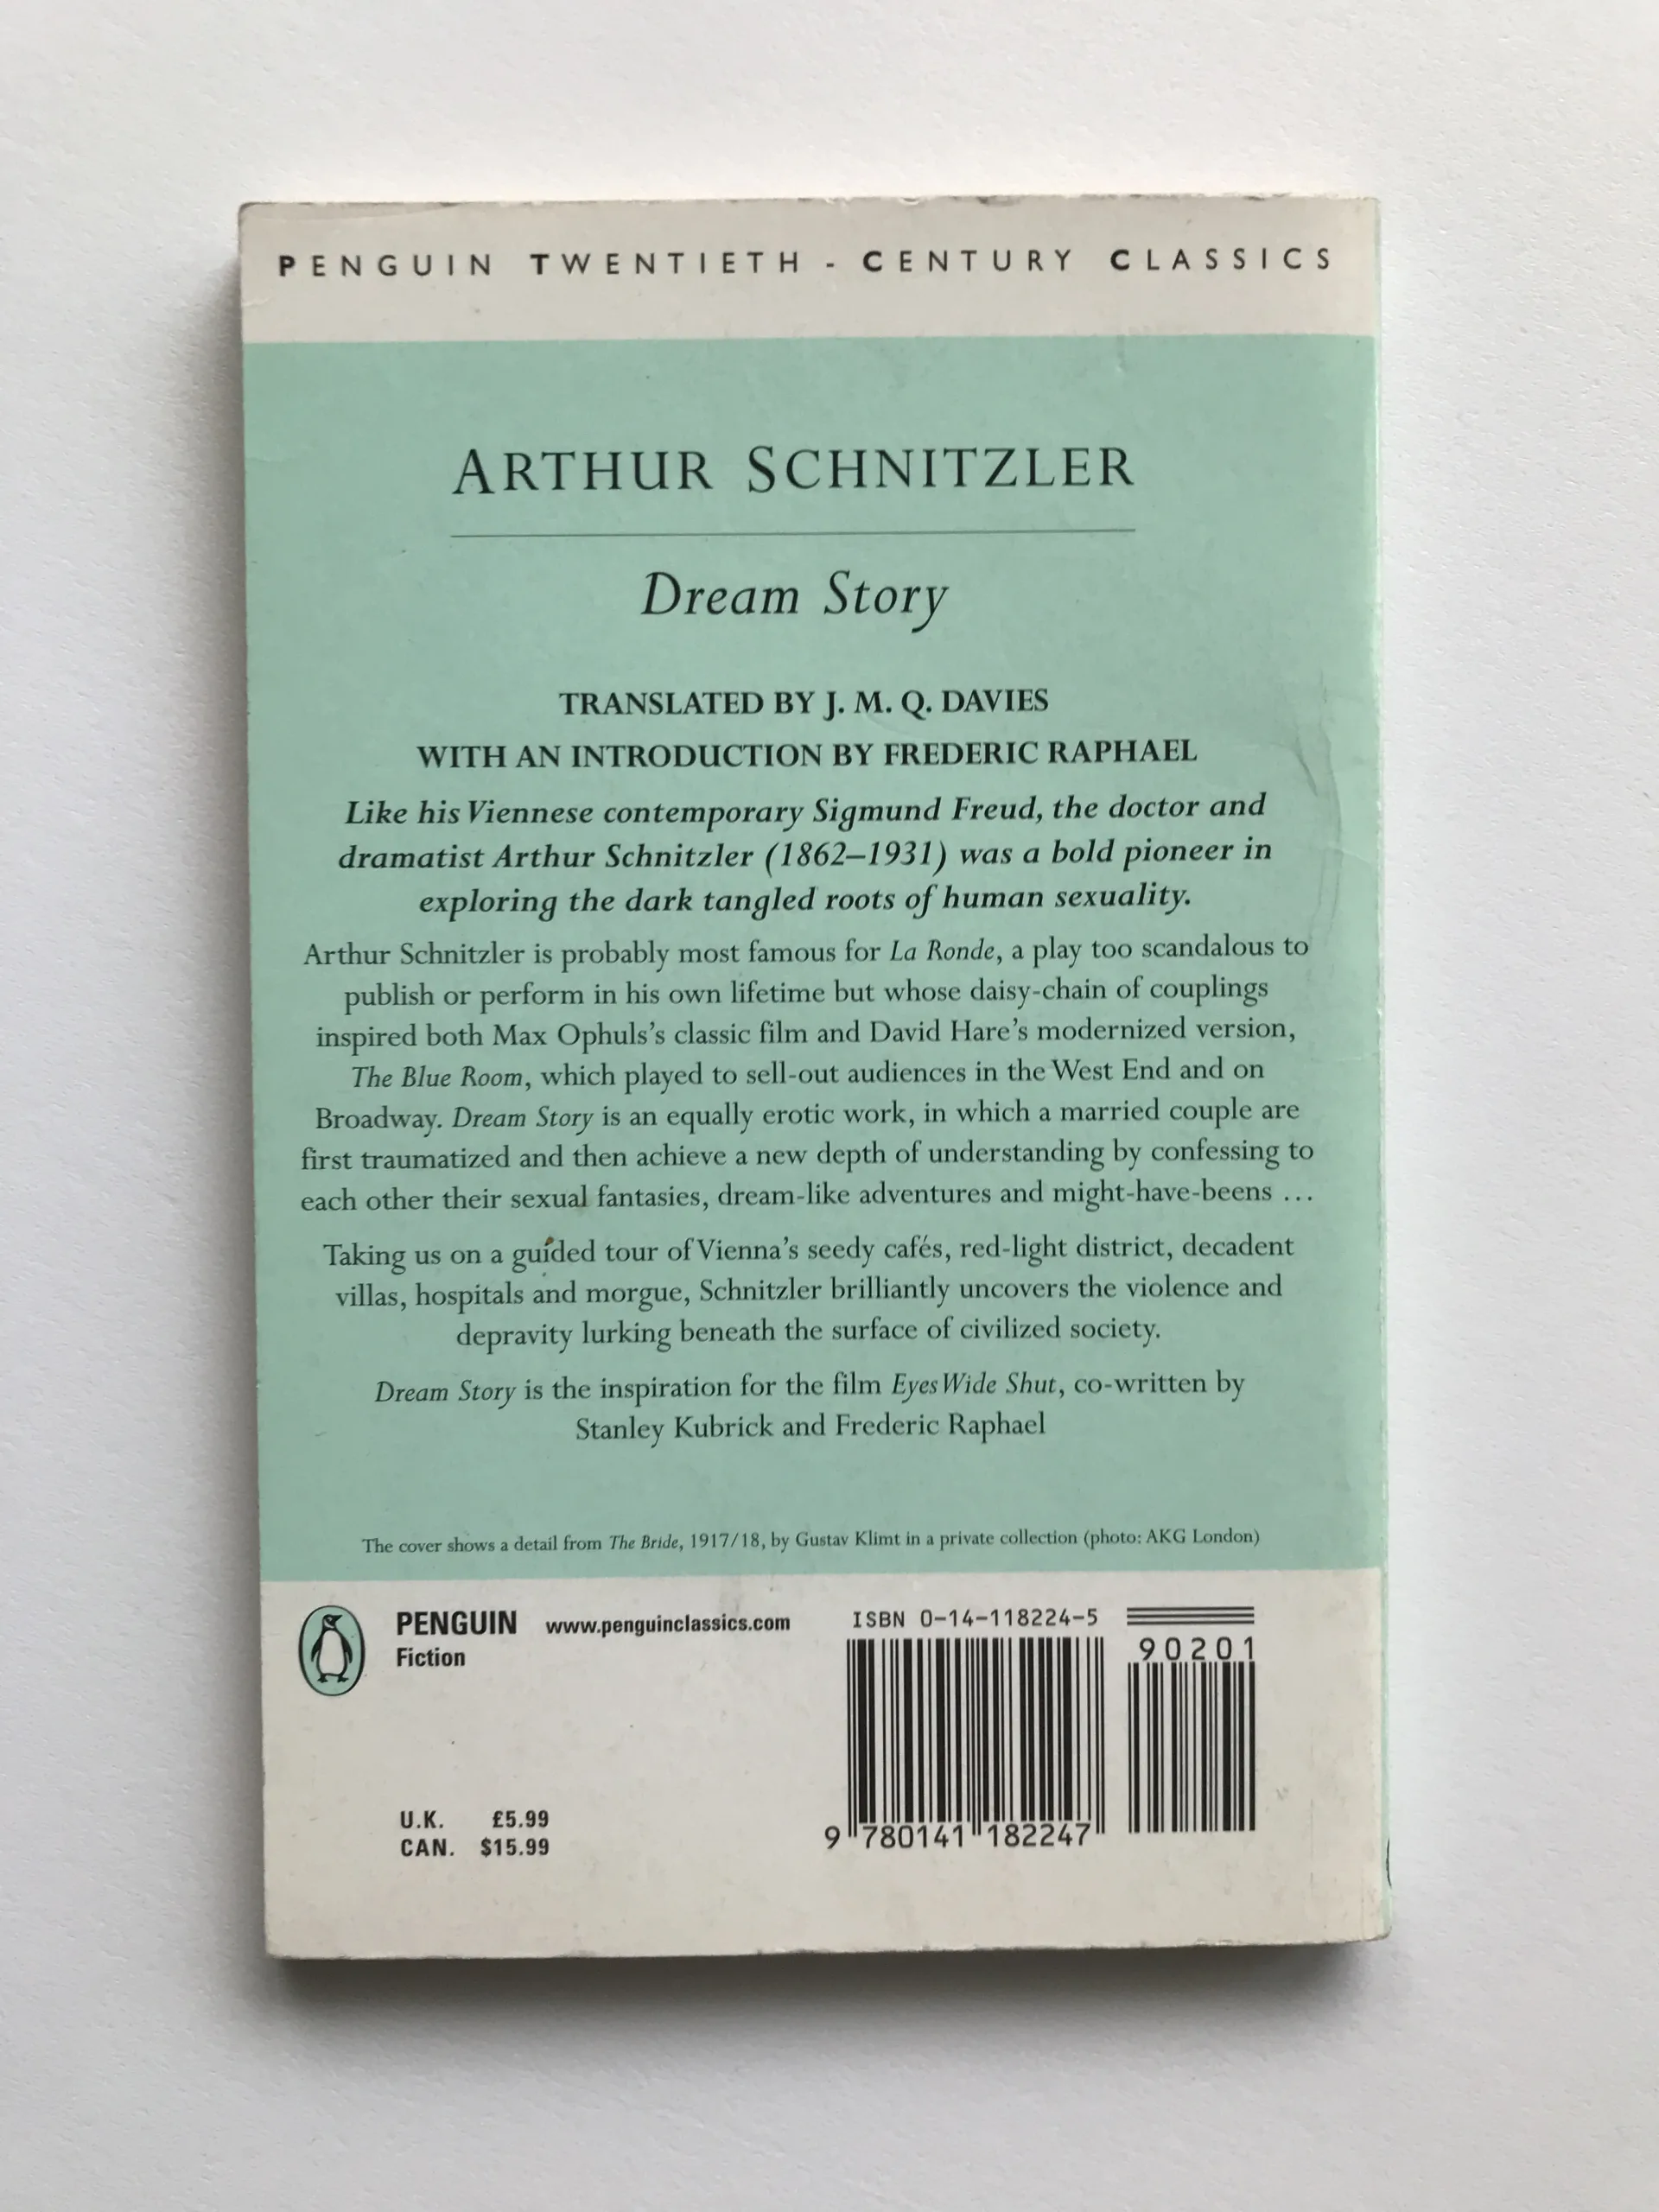 PENGUIN TWENTIETH - CENTURY CLASSICS
ARTHUR SCHNITZLER
Dream Story
TRANSLATED BY J. M. Q. DAVIES
WITH AN INTRODUCTION BY FREDERIC RAPHAEL
Like his Viennese contemporary Sigmund Freud, the doctor and
dramatist Arthur Schnitzler (1862–1931) was a bold pioneer in
exploring the dark tangled roots of human sexuality.
Arthur Schnitzler is probably most famous for La Ronde, a play too scandalous to
publish or perform in his own lifetime but whose daisy-chain of couplings
inspired both Max Ophuls's classic film and David Hare's modernized version,
The Blue Room, which played to sell-out audiences in the West End and on
Broadway. Dream Story is an equally erotic work, in which a married couple are
first traumatized and then achieve a new depth of understanding by confessing to
each other their sexual fantasies, dream-like adventures and might-have-beens ...
Taking us on a guided tour of Vienna's seedy cafés, red-light district, decadent
villas, hospitals and morgue, Schnitzler brilliantly uncovers the violence and
depravity lurking beneath the surface of civilized society.
Dream Story is the inspiration for the film Eyes Wide Shut, co-written by
Stanley Kubrick and Frederic Raphael
The cover shows a detail from The Bride, 1917/18, by Gustav Klimt in a private collection (photo: AKG London)
PENGUIN www.penguinclassics.com
Fiction
U.K. £5.99
CAN. $15.99
ISBN 0-14-118224-5
90201
9 780141 182247